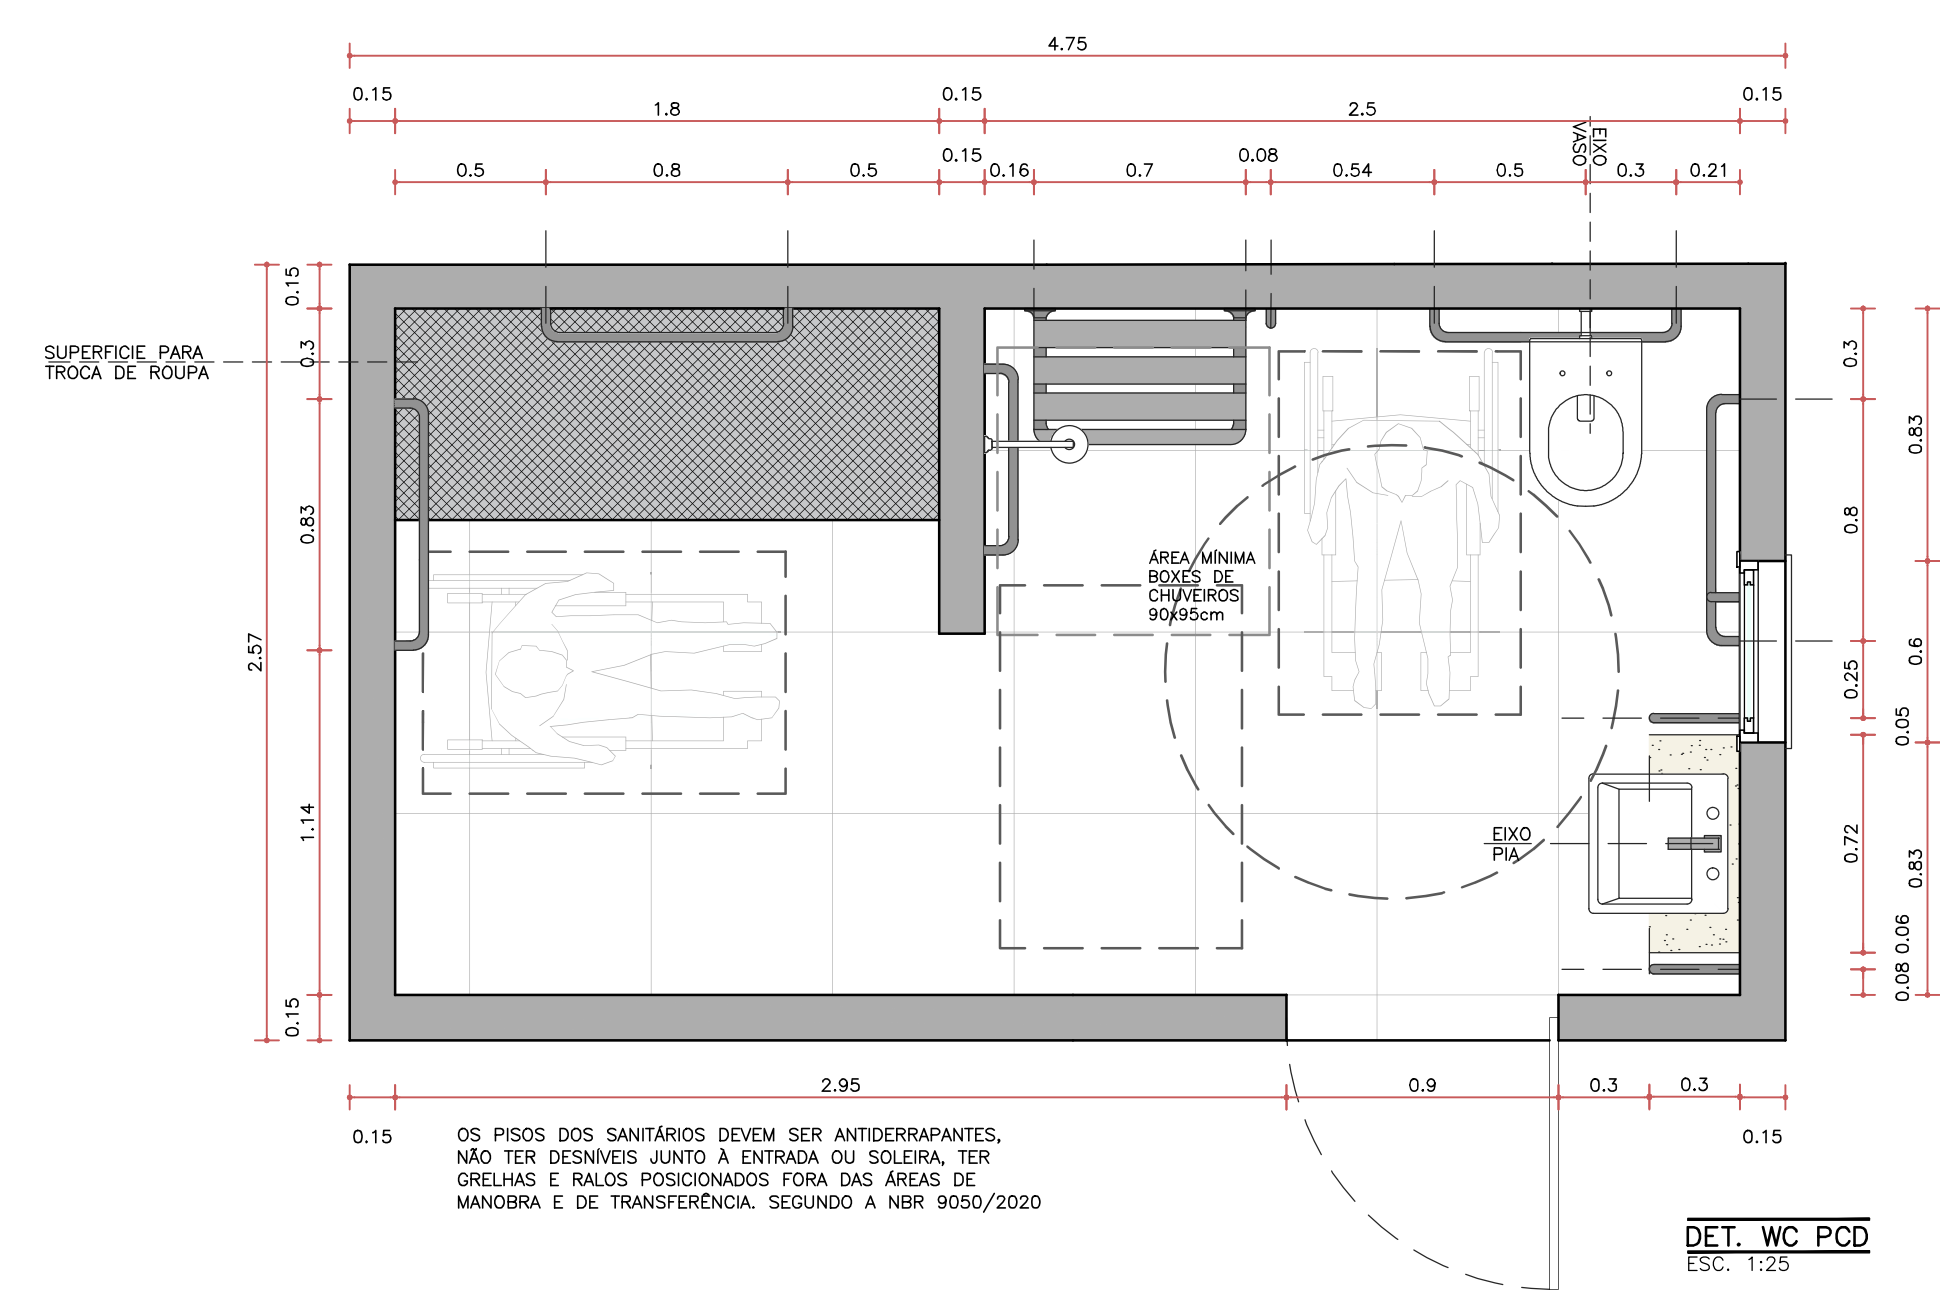 4.75
0.15
1.8
0.15
2.5
0.15
0.5
0.8
0.5
0.15
0.16
0.7
0.08
0.54
0.5
0.3
0.21
EIXO
VASO
0.15
0.3
0.83
1.14
0.15
2.57
SUPERFICIE PARA
TROCA DE ROUPA
ÁREA MÍNIMA
BOXES DE
CHUVEIROS
90x95cm
EIXO
PIA
0.3
0.8
0.25
0.05
0.72
0.06
0.08
0.83
0.6
0.83
0.15
2.95
0.9
0.3
0.3
0.15
OS PISOS DOS SANITÁRIOS DEVEM SER ANTIDERRAPANTES,
NÃO TER DESNÍVEIS JUNTO À ENTRADA OU SOLEIRA, TER
GRELHAS E RALOS POSICIONADOS FORA DAS ÁREAS DE
MANOBRA E DE TRANSFERÊNCIA. SEGUNDO A NBR 9050/2020
DET. WC PCD
ESC. 1:25